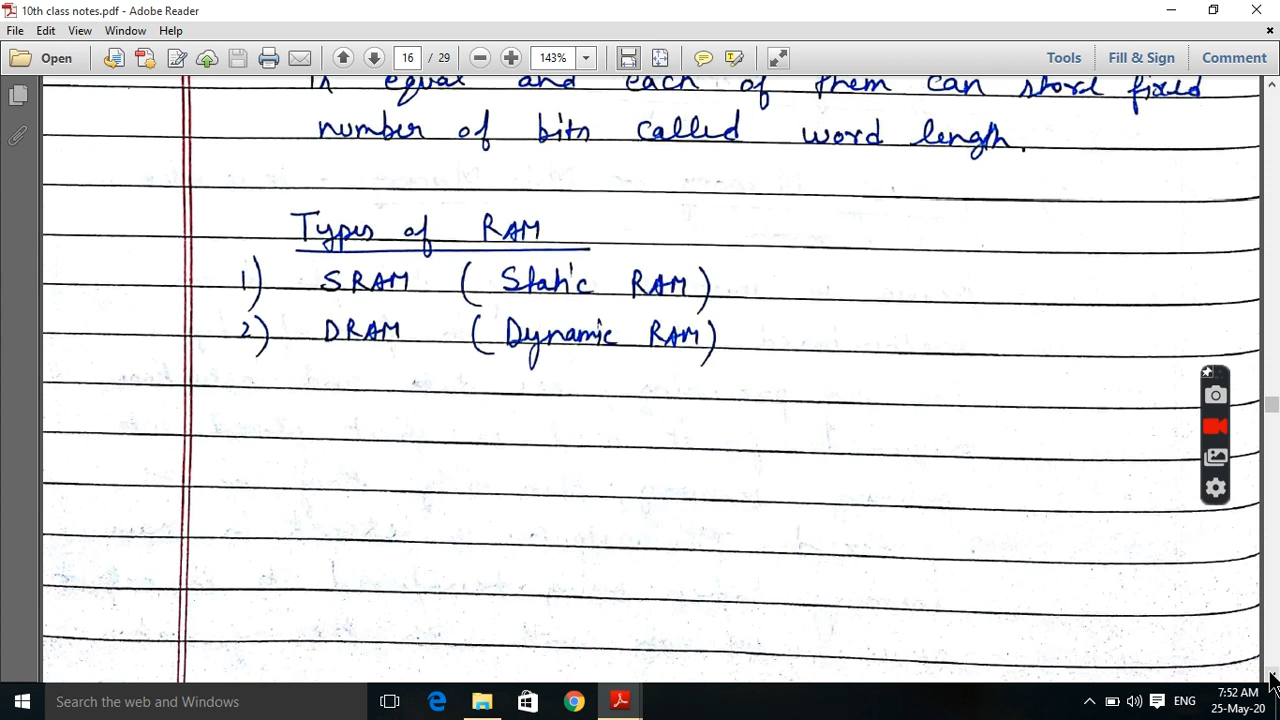 10th class notes.pdf - Adobe Reader
File Edit View Window Help
Open 16 / 29 143% Tools Fill & Sign Comment
is equal and each of them can store fixed
number of bits called word length.
Types of RAM
1) SRAM ( Static RAM )
2) DRAM ( Dynamic RAM )
Search the web and Windows
ENG
7:52 AM
25-May-20